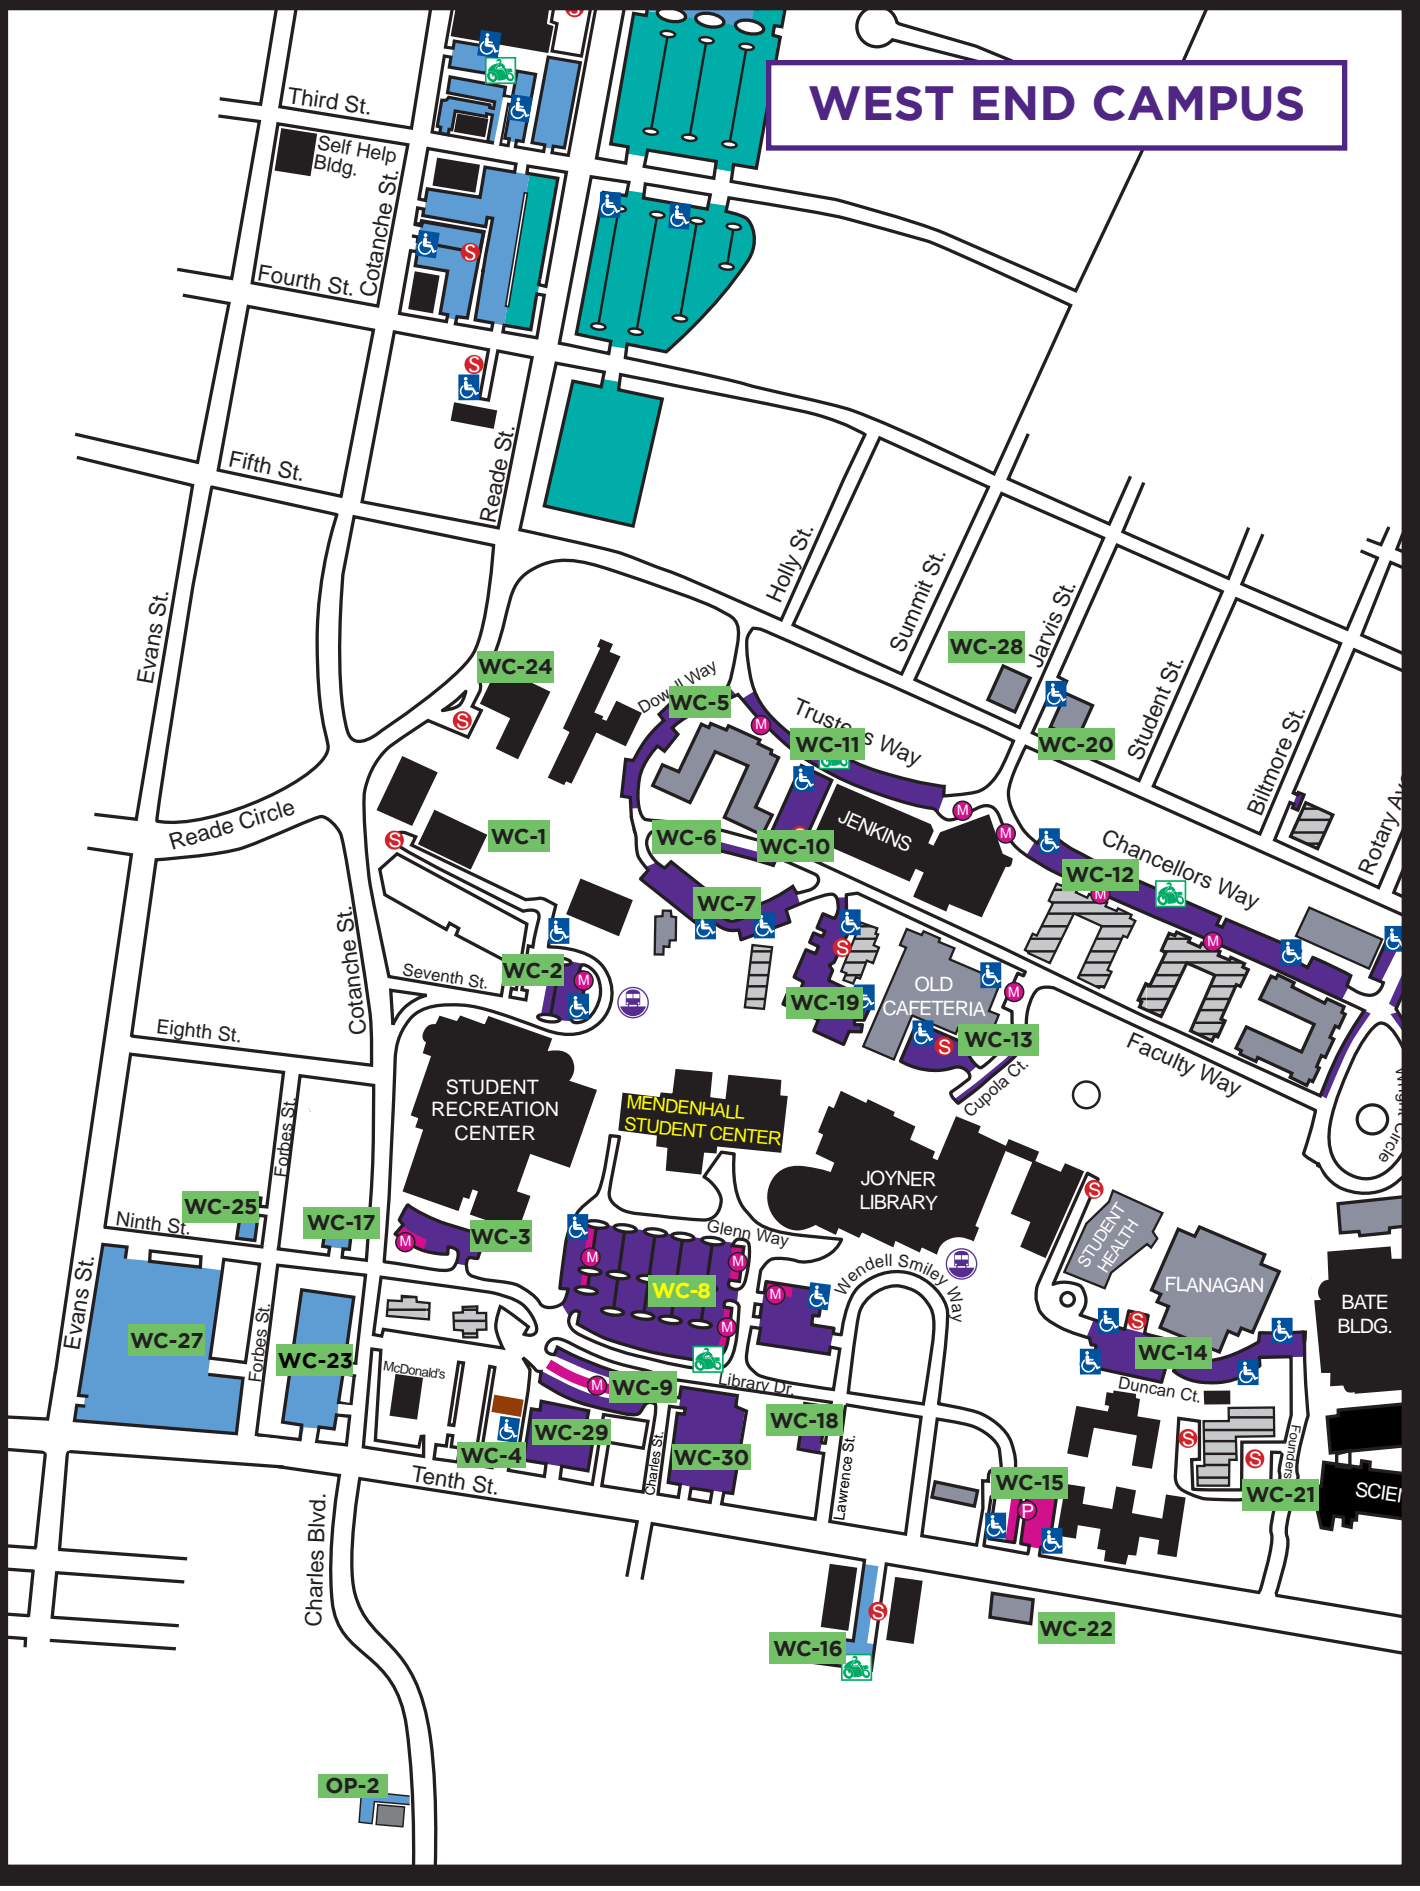 WEST END CAMPUS
Third St.
Self Help
Bldg.
Cotanche St.
Fourth St.
Fifth St.
Reade St.
Evans St.
Holly St.
Summit St.
Jarvis St.
Student St.
Biltmore St.
WC-28
WC-24
WC-5
WC-11
WC-20
M
S
Reade Circle
WC-1
S
WC-6
WC-10
JENKINS
M
M
Chancellors Way
WC-12
M
M
WC-7
Cotanche St.
Seventh St.
WC-2
M
S
WC-19
OLD
CAFETERIA
M
S
WC-13
Cupola Ct.
Faculty Way
Eighth St.
STUDENT
RECREATION
CENTER
MENDENHALL
STUDENT CENTER
JOYNER
LIBRARY
S
STUDENT
HEALTH
FLANAGAN
BATE
BLDG.
Forbes St.
WC-25
WC-17
Ninth St.
M
WC-3
Glenn Way
M
M
WC-8
M
M
Wendell Smiley Way
S
WC-14
Duncan Ct.
Evans St.
WC-27
Forbes St.
WC-23
McDonald's
M
WC-9
Library Dr.
WC-18
WC-29
WC-4
WC-30
Charles St.
Lawrence St.
Tenth St.
WC-15
P
S
S
WC-21
Founders
Charles Blvd.
S
WC-16
WC-22
OP-2
S
S